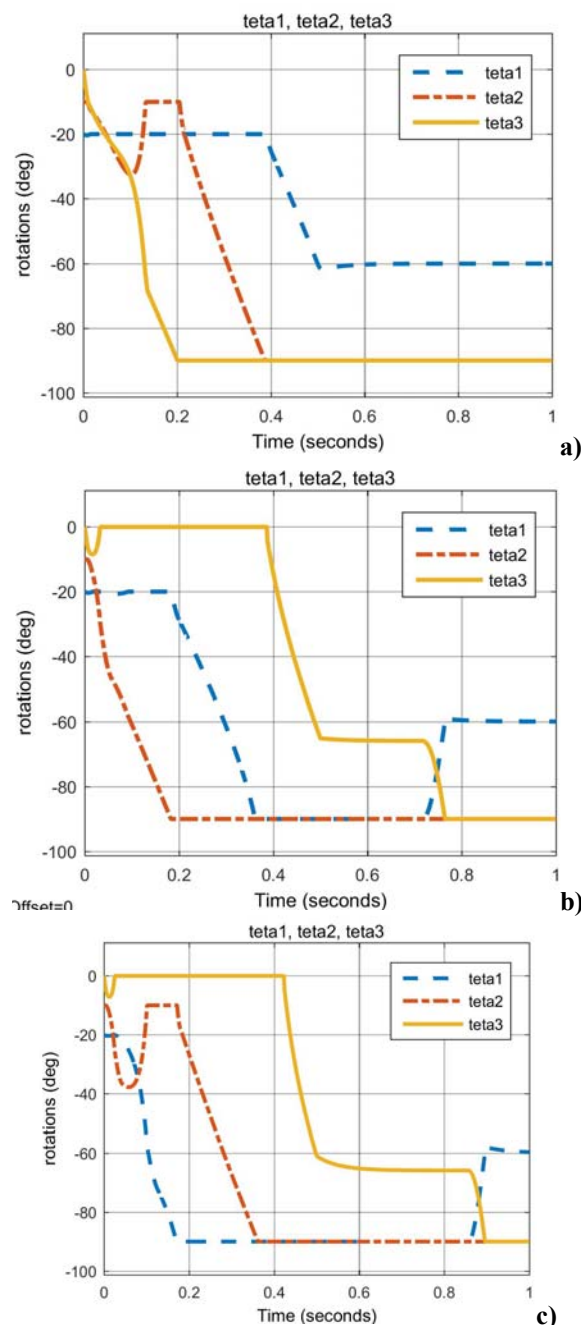 teta1, teta2, teta3
0
-20
-40
-60
-80
-100
rotations (deg)
teta1
teta2
teta3
0 0.2 0.4 0.6 0.8 1
Time (seconds)
a)
teta1, teta2, teta3
0
-20
-40
-60
-80
-100
rotations (deg)
teta1
teta2
teta3
0 0.2 0.4 0.6 0.8 1
Time (seconds)
Offset=0
b)
teta1, teta2, teta3
0
-20
-40
-60
-80
-100
rotations (deg)
teta1
teta2
teta3
0 0.2 0.4 0.6 0.8 1
Time (seconds)
c)